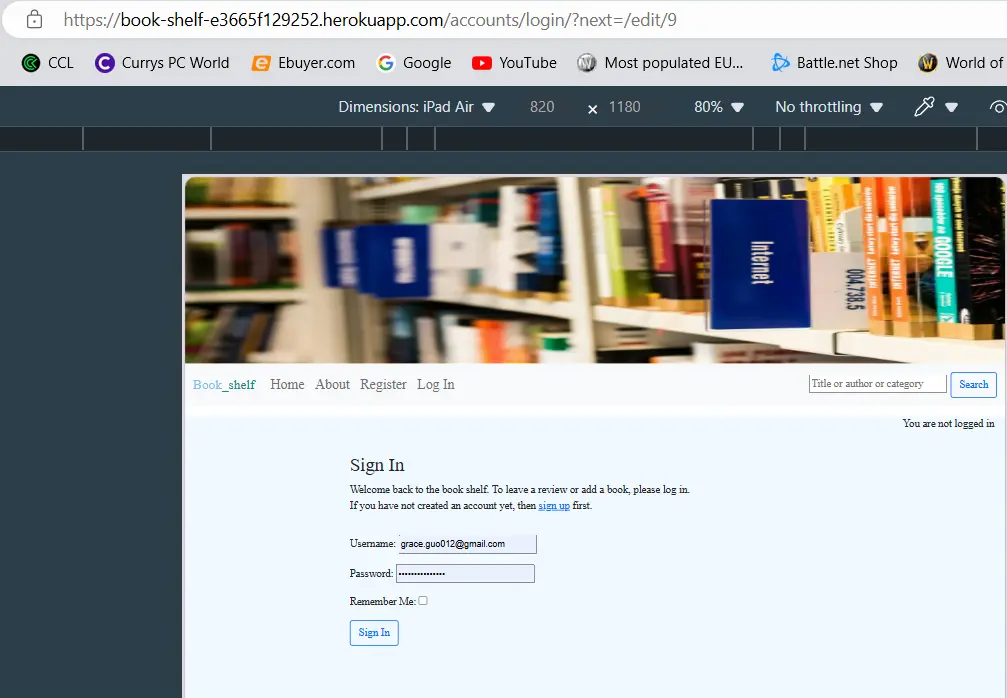 https://book-shelf-e3665f129252.herokuapp.com/accounts/login/?next=/edit/9
CCL Currys PC World Ebuyer.com Google YouTube Most populated EU... Battle.net Shop World of
Dimensions: iPad Air 820 × 1180 80% No throttling
Internet
004.738.5
INTERNET
INTERNET
GOOGLE
Book_shelf Home About Register Log In Title or author or category Search
You are not logged in
Sign In
Welcome back to the book shelf. To leave a review or add a book, please log in.
If you have not created an account yet, then sign up first.
Username: grace.guo012@gmail.com
Password: •••••••••••••••
Remember Me:
Sign In